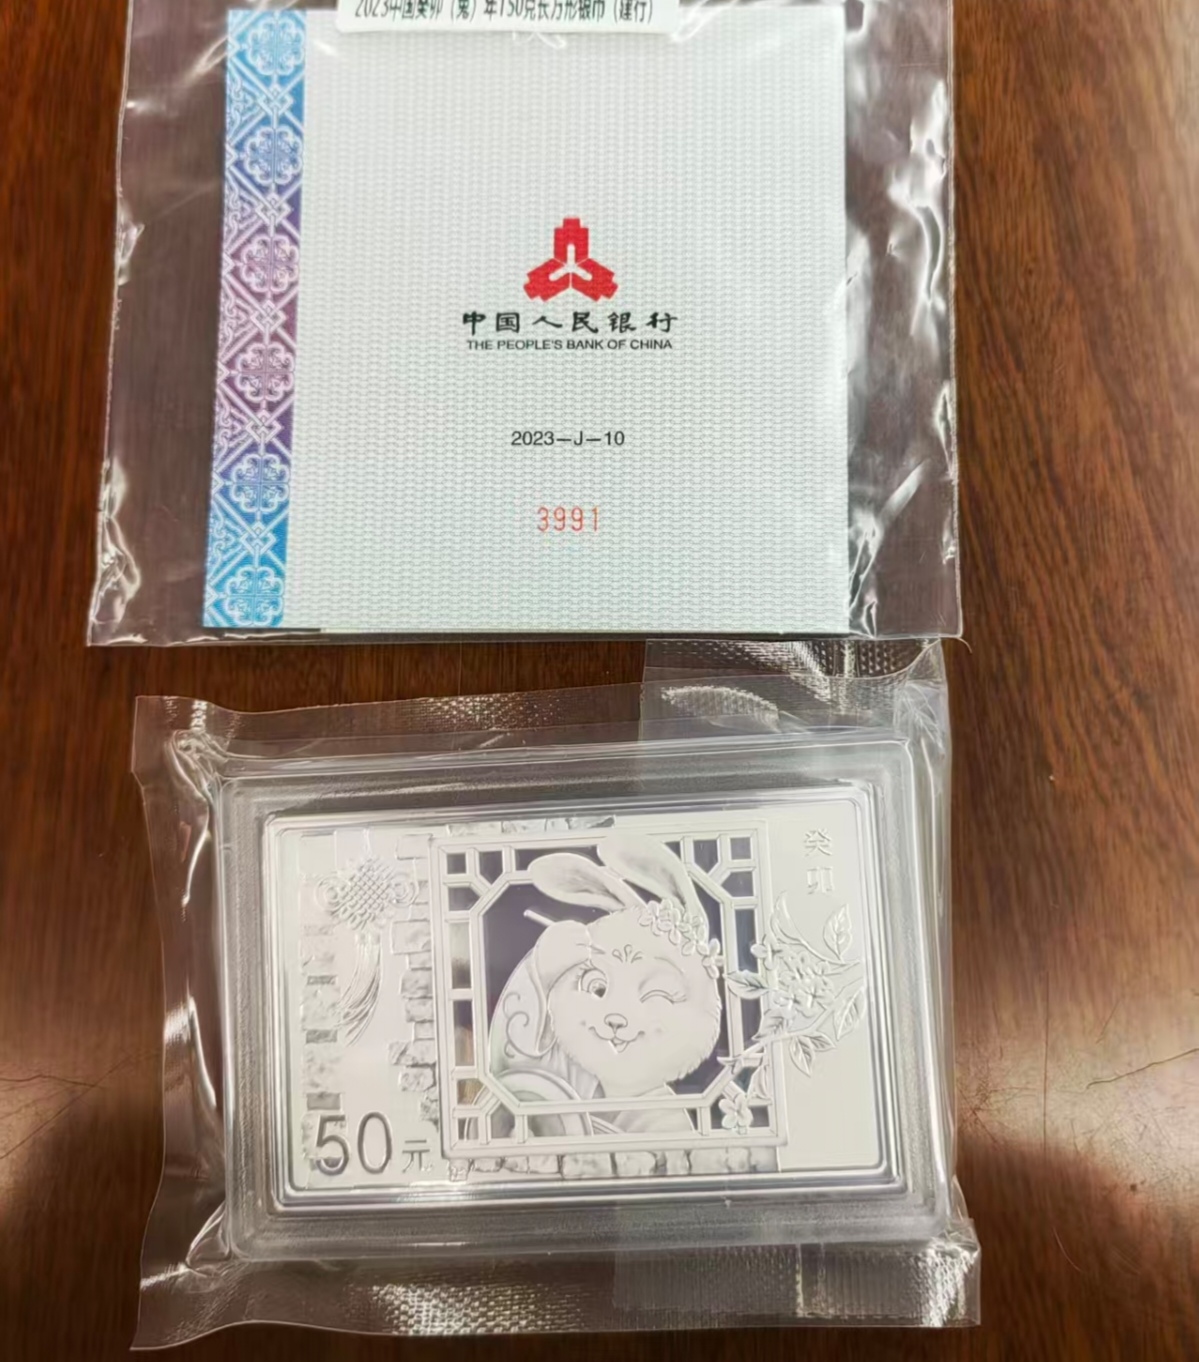 2023中国癸卯（兔）年150克长方形银币（建行）
中国人民银行
THE PEOPLE'S BANK OF CHINA
2023—J—10
3991
癸
卯
50元